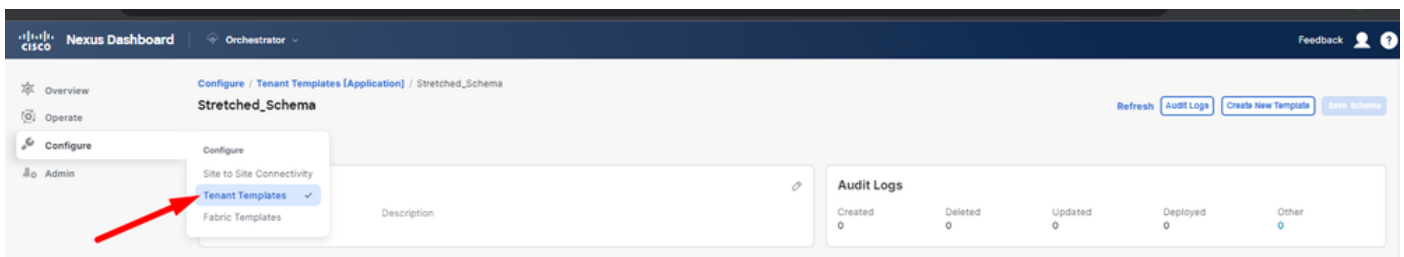 CISCO
Nexus Dashboard
Orchestrator
Feedback
?
Overview
Operate
Configure
Admin
Configure / Tenant Templates [Application] / Stretched_Schema
Stretched_Schema
Refresh
Audit Logs
Create New Template
Save Schema
Configure
Site to Site Connectivity
Tenant Templates
Fabric Templates
Description
Audit Logs
Created Deleted Updated Deployed Other
0 0 0 0 0